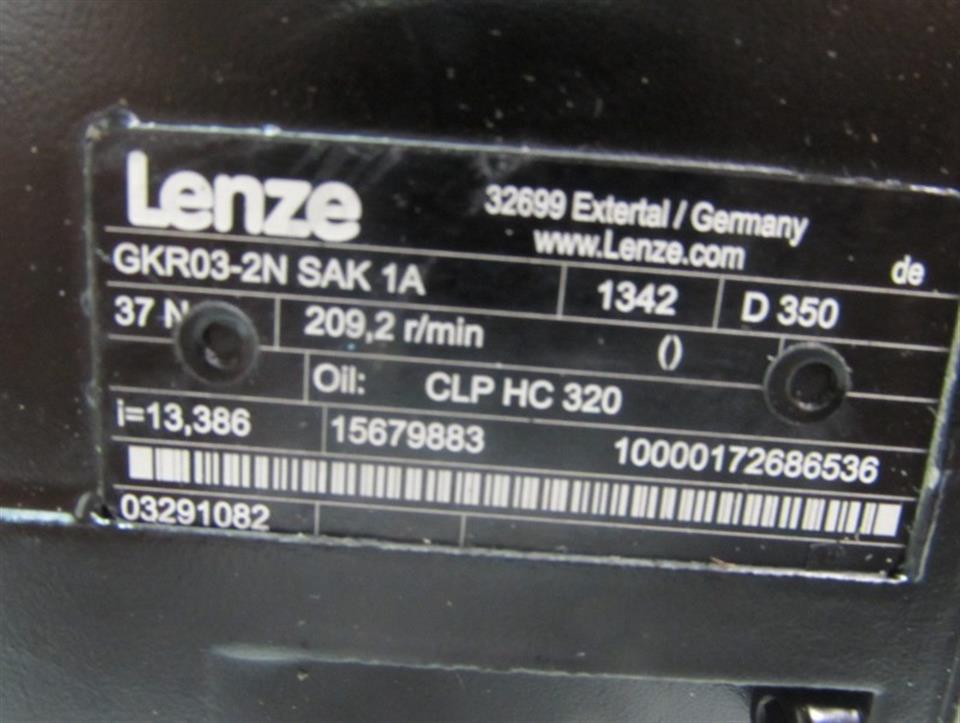 Lenze
32699 Extertal / Germany
www.Lenze.com
de
GKR03-2N SAK 1A 1342 D 350
37 209,2 r/min ()
Oil: CLP HC 320
i=13,386 15679883 10000172686536
03291082